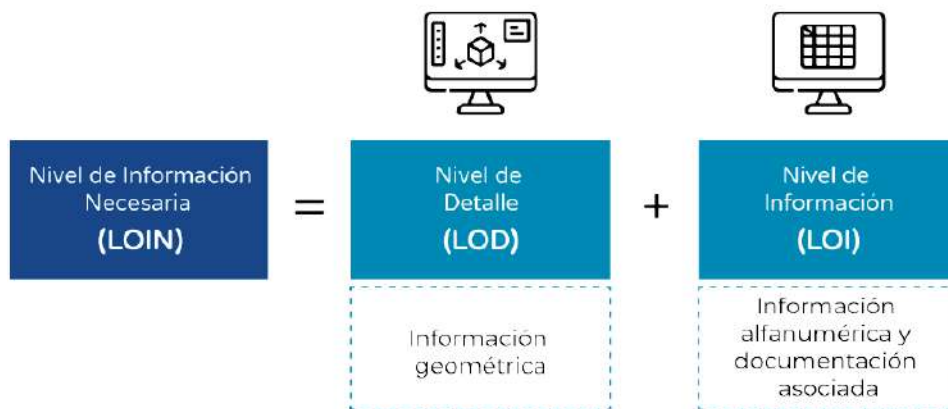 Nivel de Información
Necesaria
(LOIN)
=
Nivel de
Detalle
(LOD)
+
Nivel de
Información
(LOI)
Información
geométrica
Información
alfanumérica y
documentación
asociada